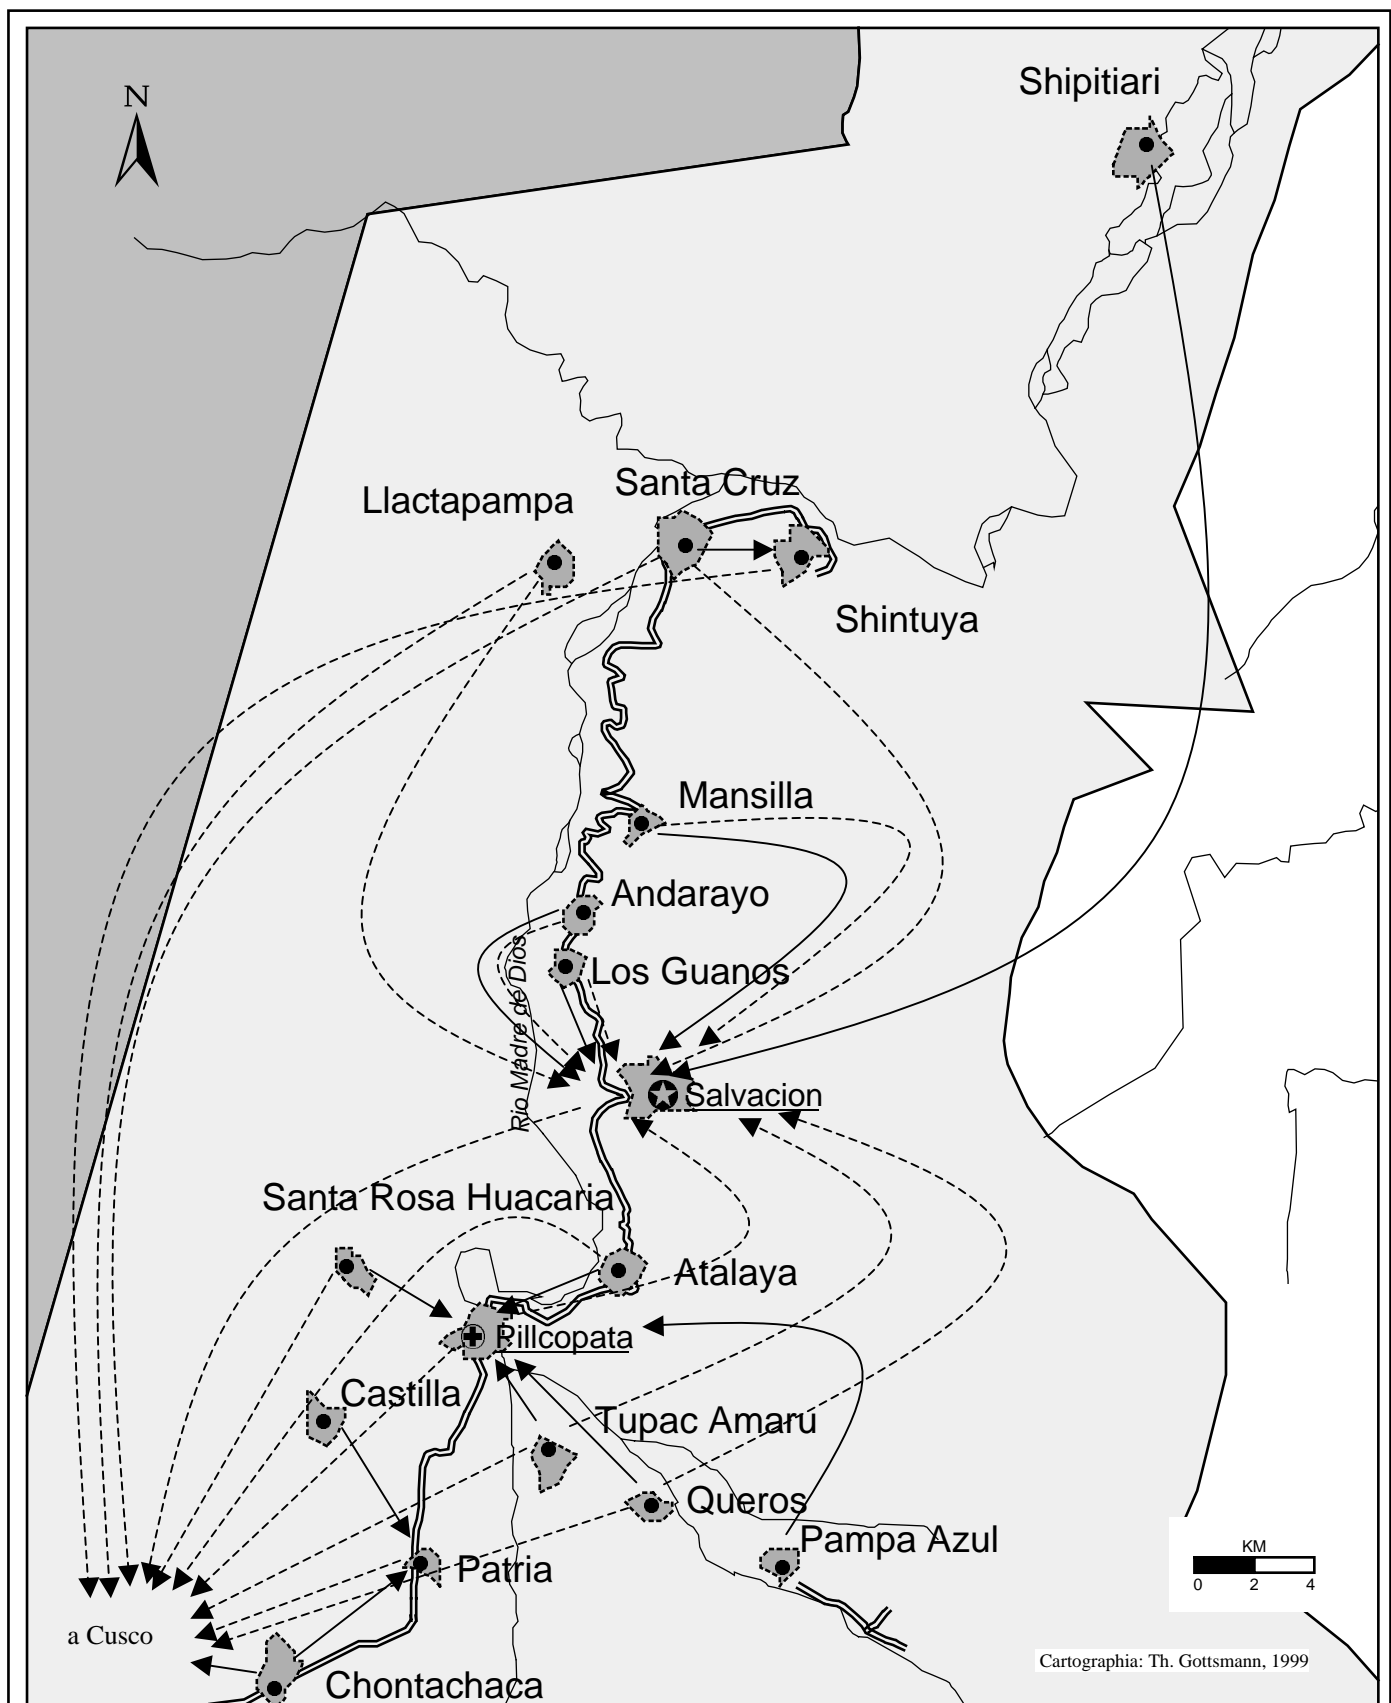 Shipitiari
N
Santa Cruz
Llactapampa
Shintuya
Mansilla
Andarayo
Los Guanos
Rio Madre de Dios
Salvacion
Santa Rosa Huacaria
Atalaya
Pillcopata
Castilla
Tupac Amaru
Queros
Pampa Azul
KM
0 2 4
Patria
a Cusco
Cartographia: Th. Gottsmann, 1999
Chontachaca